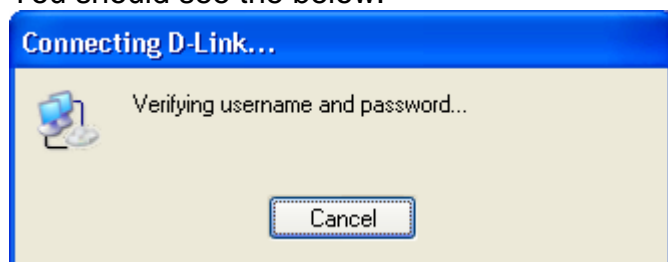 You should see the below.
Connecting D-Link...
Verifying username and password...
Cancel